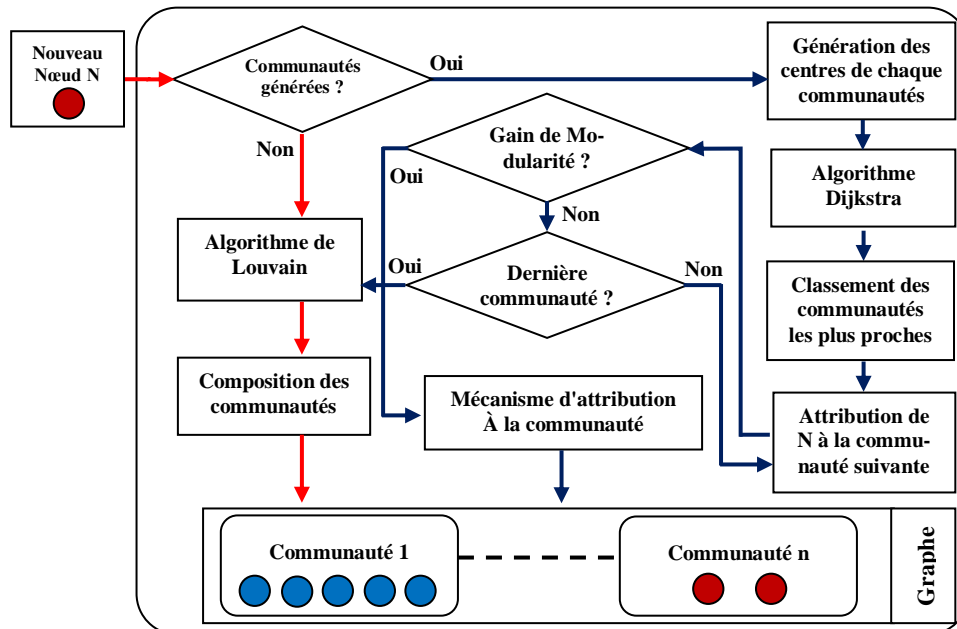 Nouveau
Nœud N
Communautés
générées ?
Oui
Génération des
centres de chaque
communautés
Non
Gain de Mo-
dularité ?
Oui
Non
Algorithme
Dijkstra
Algorithme de
Louvain
Oui
Dernière
communauté ?
Non
Classement des
communautés
les plus proches
Composition des
communautés
Mécanisme d'attribution
À la communauté
Attribution de
N à la commu-
nauté suivante
Communauté 1
Communauté n
Graphe